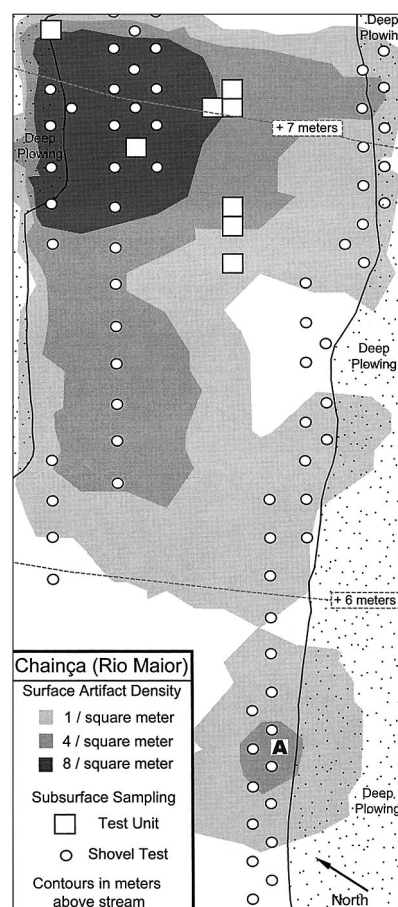 Deep
Plowing
Deep
Plowing
+ 7 meters
Deep
Plowing
+ 6 meters
A
Deep
Plowing
Chainça (Rio Maior)
Surface Artifact Density
1 / square meter
4 / square meter
8 / square meter
Subsurface Sampling
Test Unit
Shovel Test
Contours in meters
above stream
North